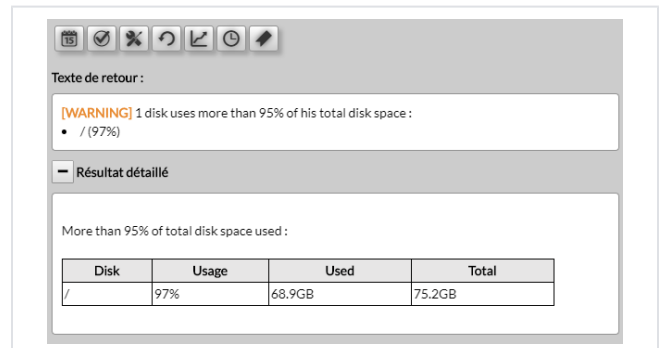 15
Texte de retour :
[WARNING] 1 disk uses more than 95% of his total disk space :
• / (97%)
Résultat détaillé
More than 95% of total disk space used :
Disk Usage Used Total
/ 97% 68.9GB 75.2GB